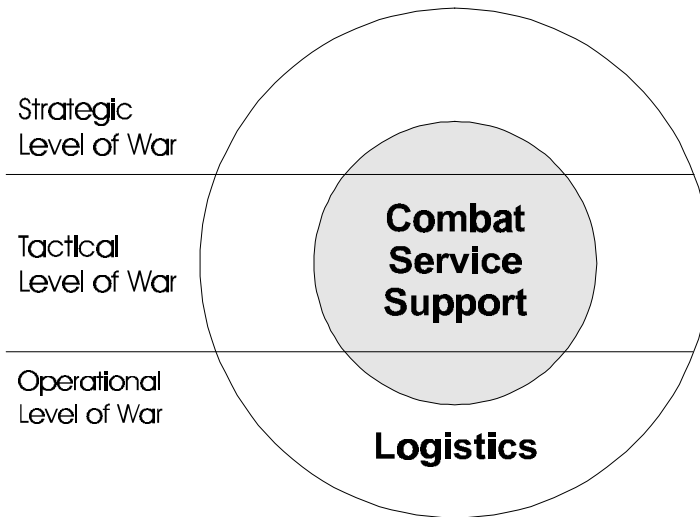 Strategic
Level of War
Combat
Service
Support
Tactical
Level of War
Operational
Level of War
Logistics